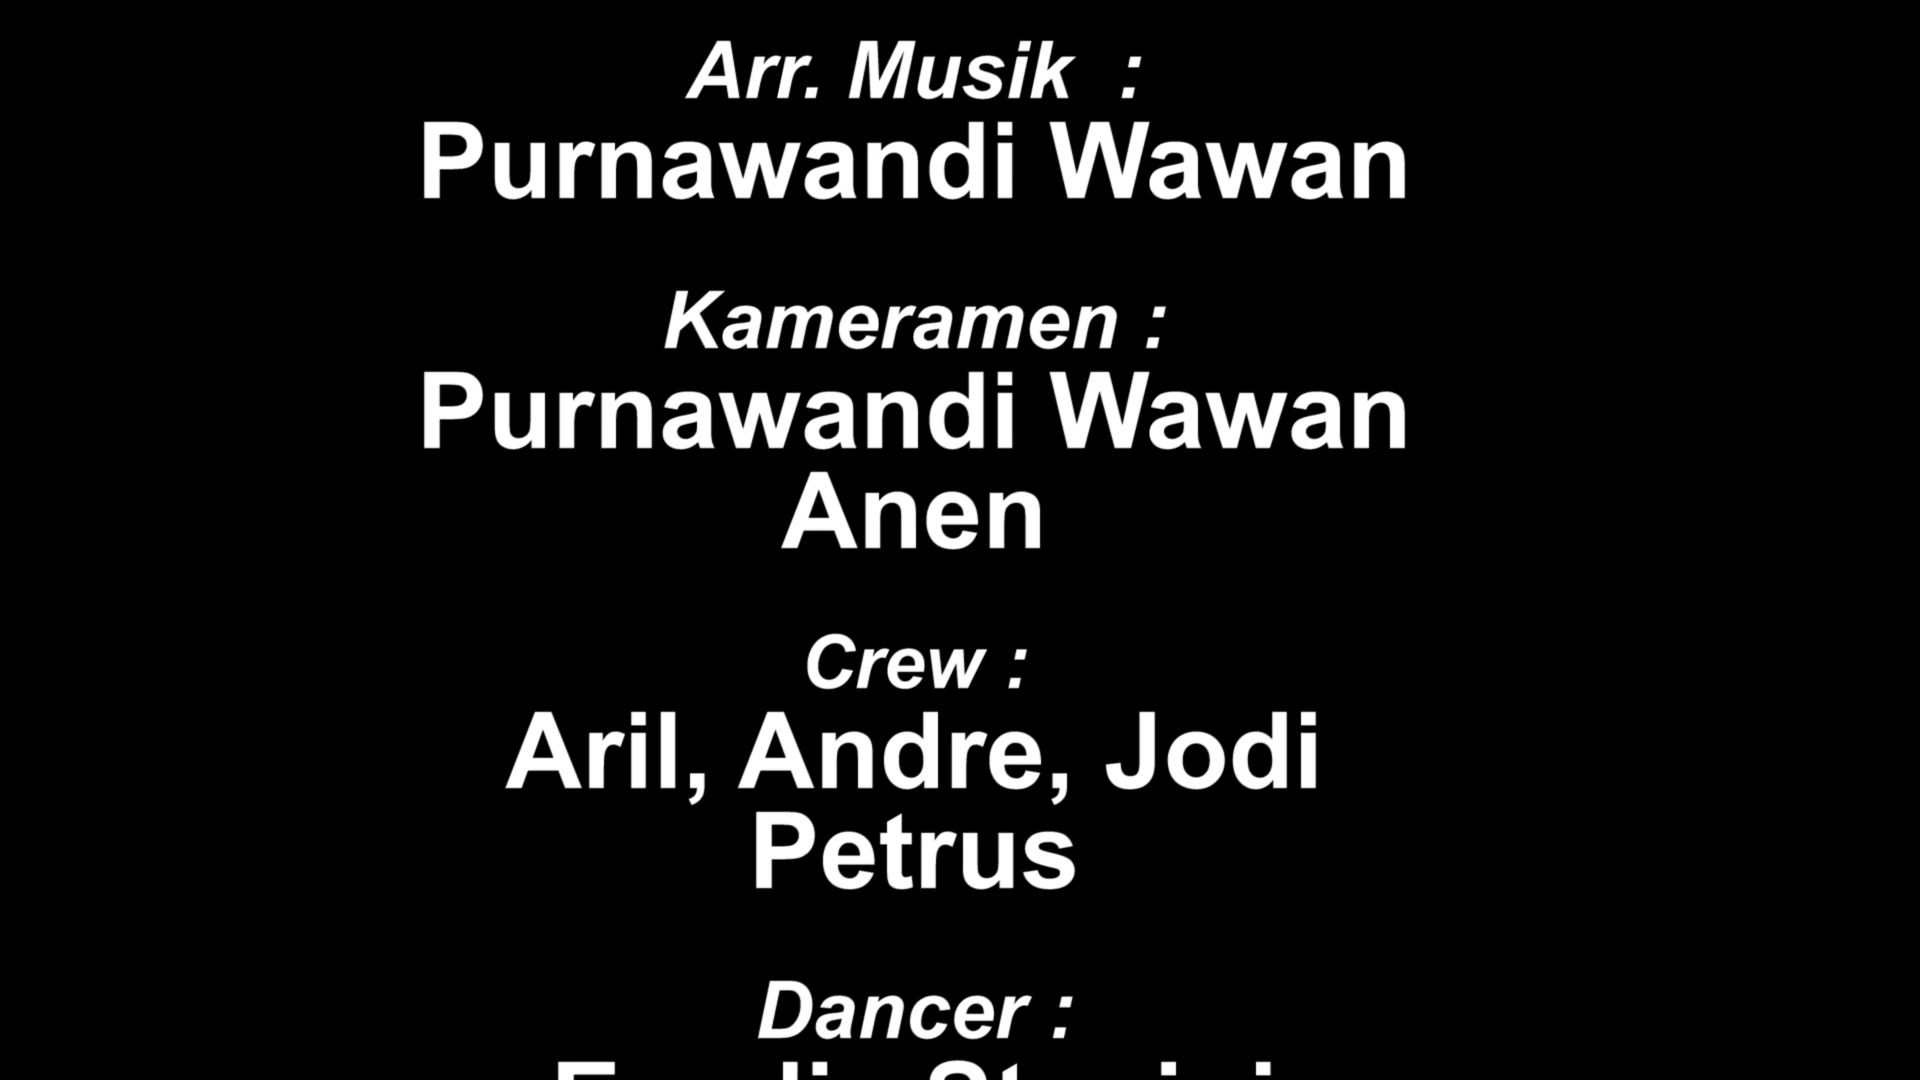 Arr. Musik :
Purnawandi Wawan
Kameramen :
Purnawandi Wawan
Anen
Crew :
Aril, Andre, Jodi
Petrus
Dancer :